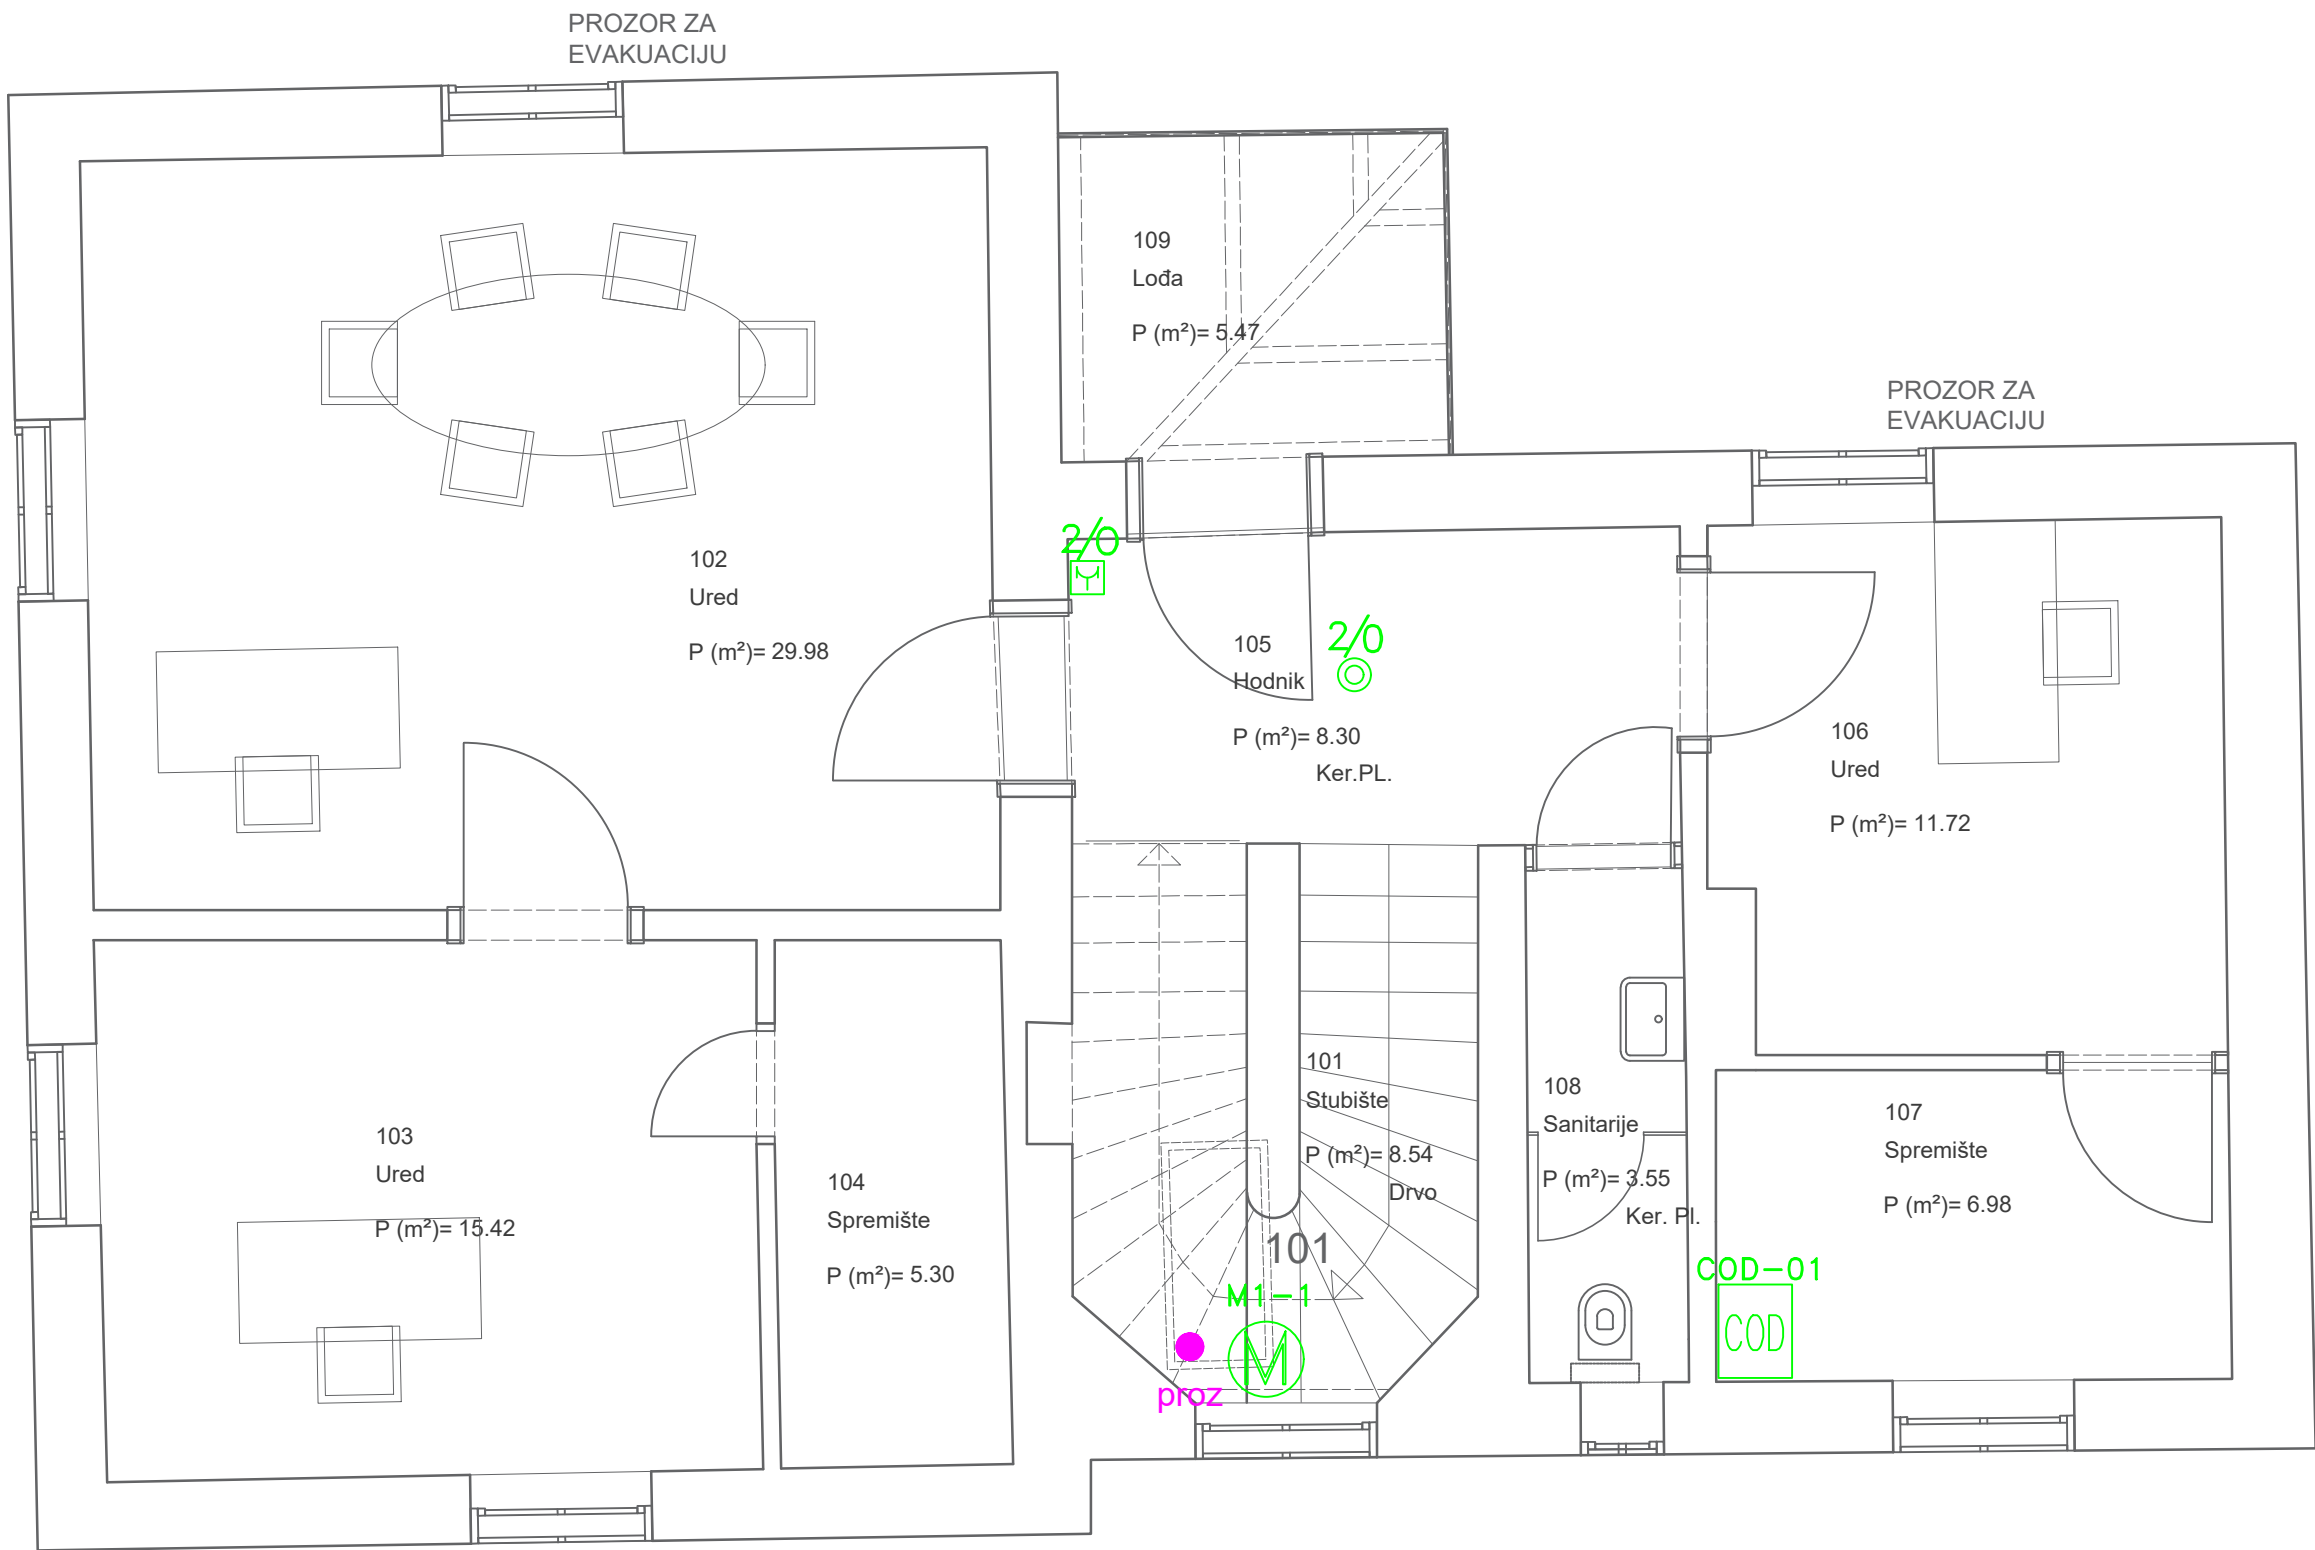 PROZOR ZA
EVAKUACIJU
109
Lođa
P (m²)= 5.47
PROZOR ZA
EVAKUACIJU
102
Ured
P (m²)= 29.98
2/0
105
Hodnik
P (m²)= 8.30
Ker.PL.
2/0
106
Ured
P (m²)= 11.72
103
Ured
P (m²)= 15.42
104
Spremište
P (m²)= 5.30
101
Stubište
P (m²)= 8.54
Drvo
101
M1-1
M
proz
108
Sanitarije
P (m²)= 3.55
Ker. Pl.
107
Spremište
P (m²)= 6.98
COD-01
COD